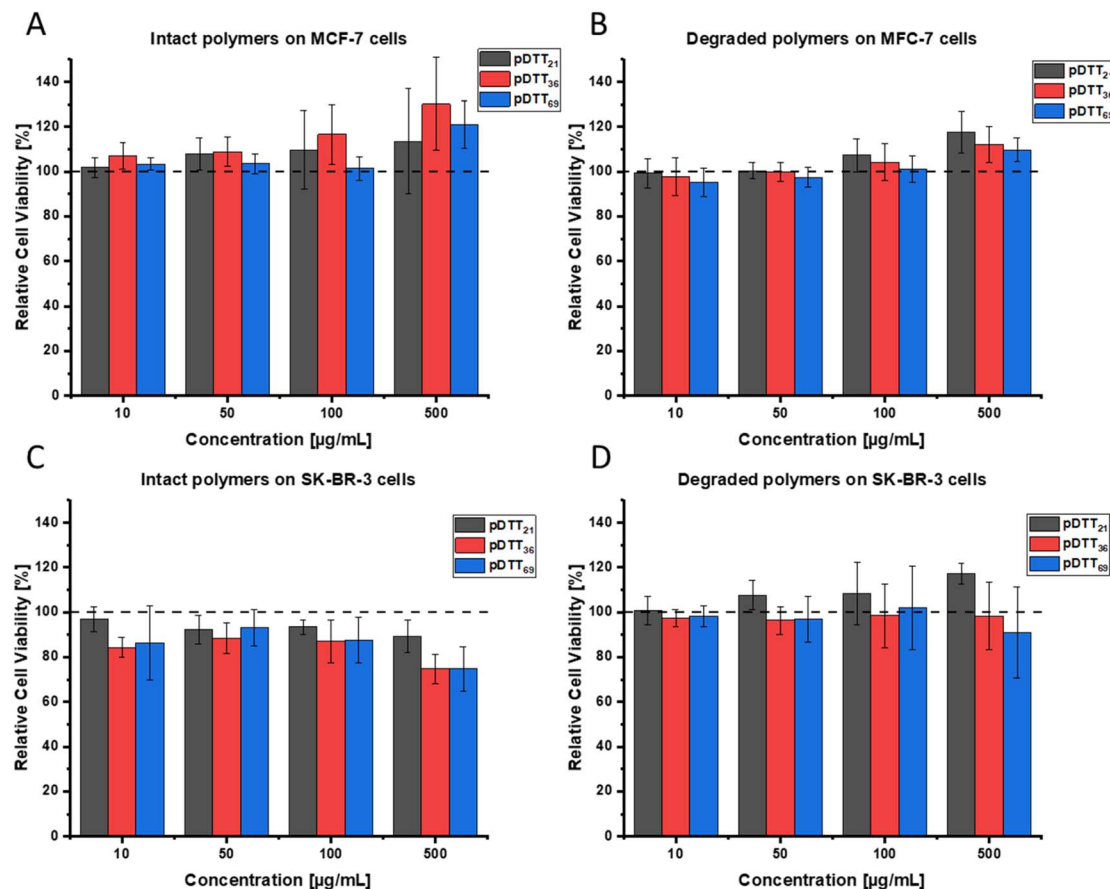 A
Intact polymers on MCF-7 cells
pDTT21
pDTT36
pDTT69
Relative Cell Viability [%]
140
120
100
80
60
40
20
0
10 50 100 500
Concentration [µg/mL]
B
Degraded polymers on MFC-7 cells
pDTT21
pDTT36
pDTT69
Relative Cell Viability [%]
140
120
100
80
60
40
20
0
10 50 100 500
Concentration [µg/mL]
C
Intact polymers on SK-BR-3 cells
pDTT21
pDTT36
pDTT69
Relative Cell Viability [%]
140
120
100
80
60
40
20
0
10 50 100 500
Concentration [µg/mL]
D
Degraded polymers on SK-BR-3 cells
pDTT21
pDTT36
pDTT69
Relative Cell Viability [%]
140
120
100
80
60
40
20
0
10 50 100 500
Concentration [µg/mL]